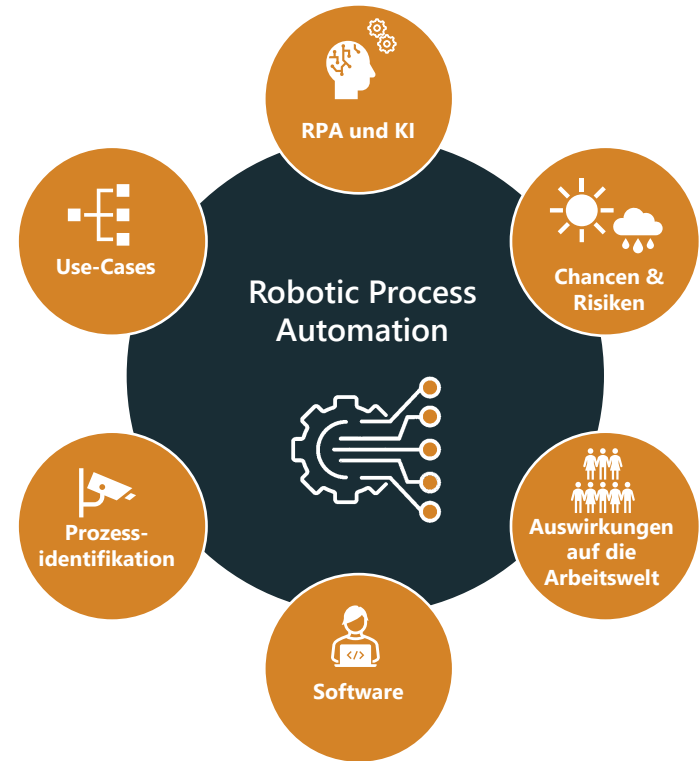 RPA und KI
Chancen &
Risiken
Auswirkungen
auf die
Arbeitswelt
Software
Prozess-
identifikation
Use-Cases
Robotic Process
Automation
</>